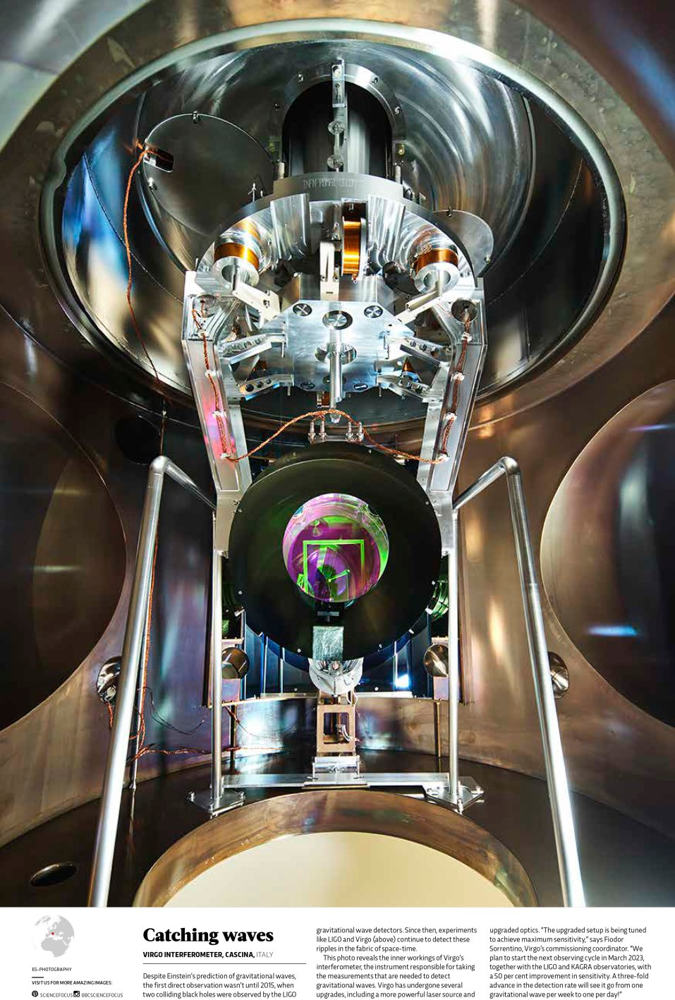 INFN ROMA1
Catching waves
VIRGO INTERFEROMETER, CASCINA, ITALY
Despite Einstein's prediction of gravitational waves,
the first direct observation wasn't until 2015, when
two colliding black holes were observed by the LIGO
gravitational wave detectors. Since then, experiments
like LIGO and Virgo (above) continue to detect these
ripples in the fabric of space-time.
This photo reveals the inner workings of Virgo's
interferometer, the instrument responsible for taking
the measurements that are needed to detect
gravitational waves. Virgo has undergone several
upgrades, including a more powerful laser source and
upgraded optics. “The upgraded setup is being tuned
to achieve maximum sensitivity,” says Fiodor
Sorrentino, Virgo's commissioning coordinator. “We
plan to start the next observing cycle in March 2023,
together with the LIGO and KAGRA observatories, with
a 50 per cent improvement in sensitivity. A three-fold
advance in the detection rate will see it go from one
gravitational wave per week to one per day!”
ES-PHOTOGRAPHY
VISIT US FOR MORE AMAZING IMAGES:
SCIENCEFOCUS BBCSCIENCEFOCUS